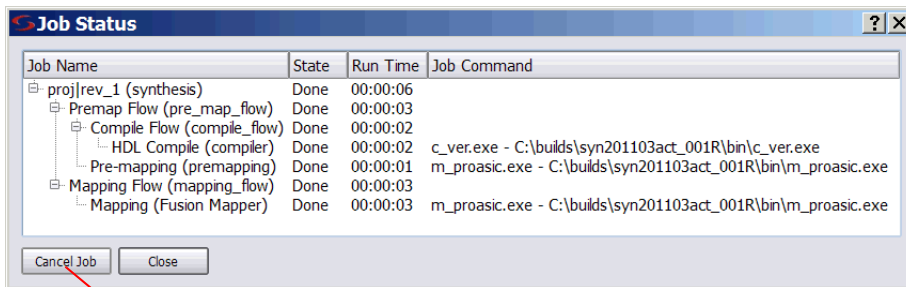 Job Status
Job Name State Run Time Job Command
proj|rev_1 (synthesis) Done 00:00:06
Premap Flow (pre_map_flow) Done 00:00:03
Compile Flow (compile_flow) Done 00:00:02
HDL Compile (compiler) Done 00:00:02 c_ver.exe - C:\builds\syn201103act_001R\bin\c_ver.exe
Pre-mapping (premapping) Done 00:00:01 m_proasic.exe - C:\builds\syn201103act_001R\bin\m_proasic.exe
Mapping Flow (mapping_flow) Done 00:00:03
Mapping (Fusion Mapper) Done 00:00:03 m_proasic.exe - C:\builds\syn201103act_001R\bin\m_proasic.exe
Cancel Job Close